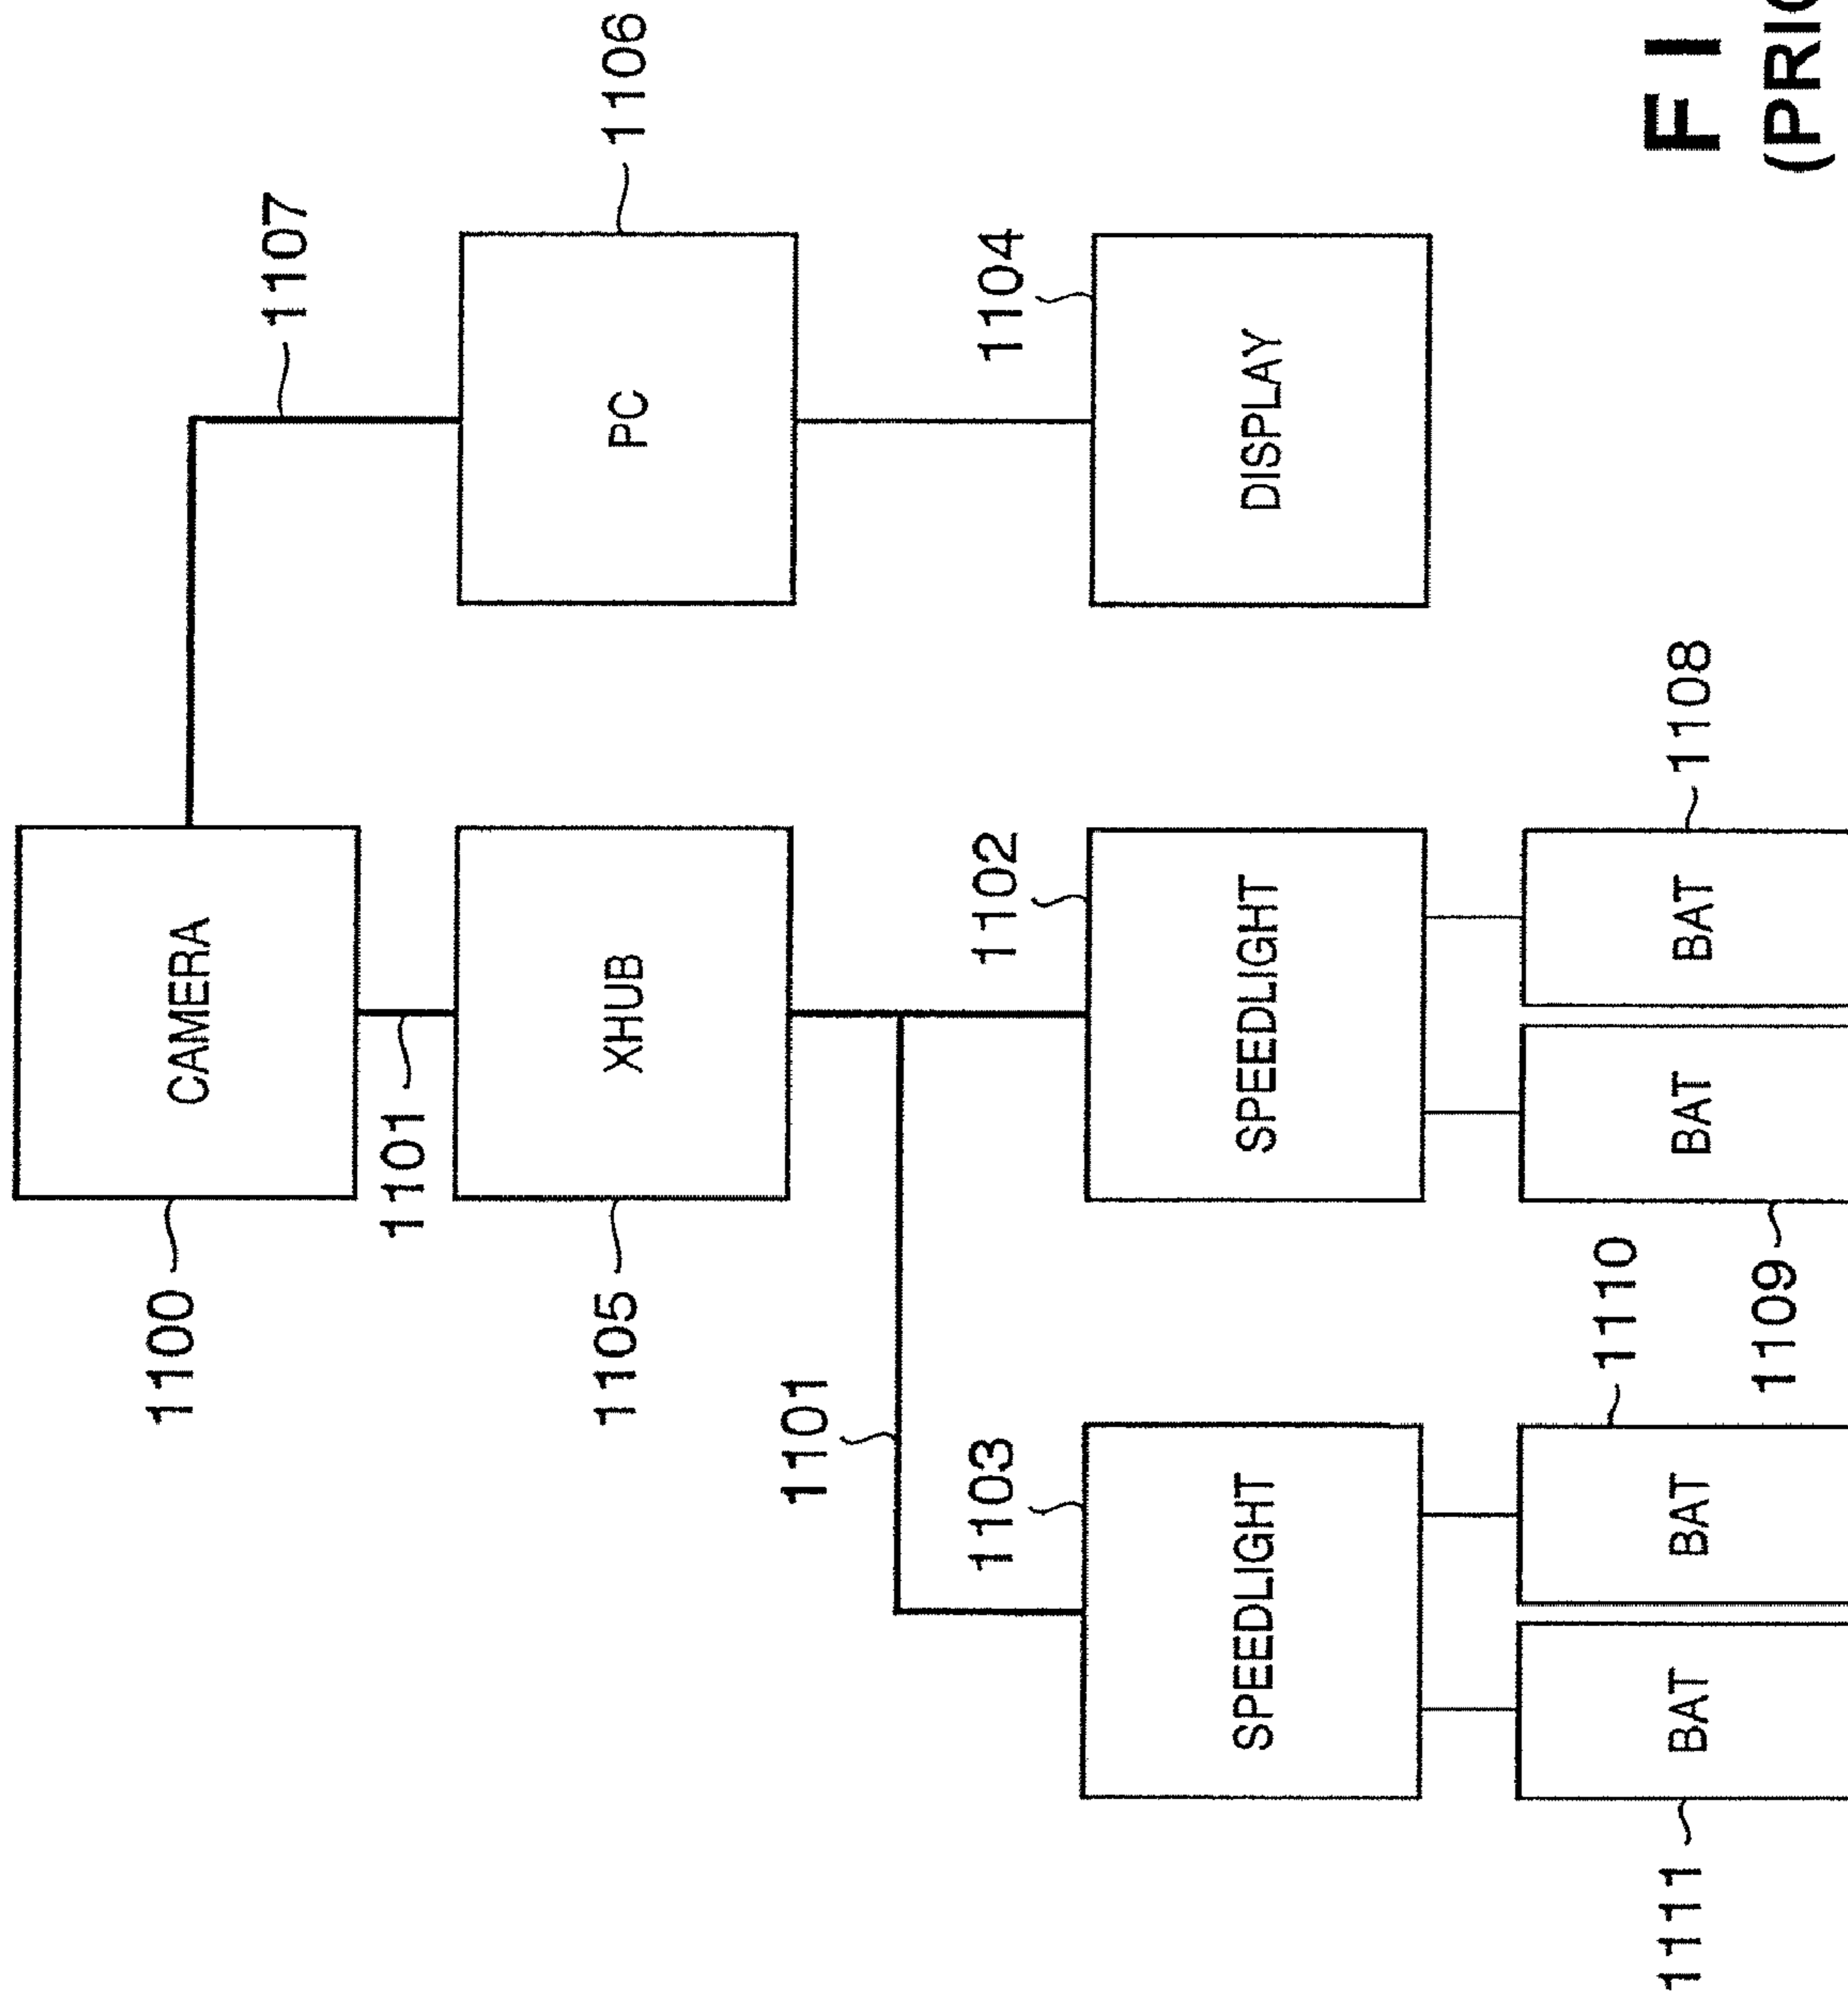 1100
CAMERA
1107
1101
1105
XHUB
PC
1106
1101
1103
1102
1104
SPEEDLIGHT
SPEEDLIGHT
DISPLAY
1110
1111
BAT
BAT
BAT
BAT
1108
1109
F I